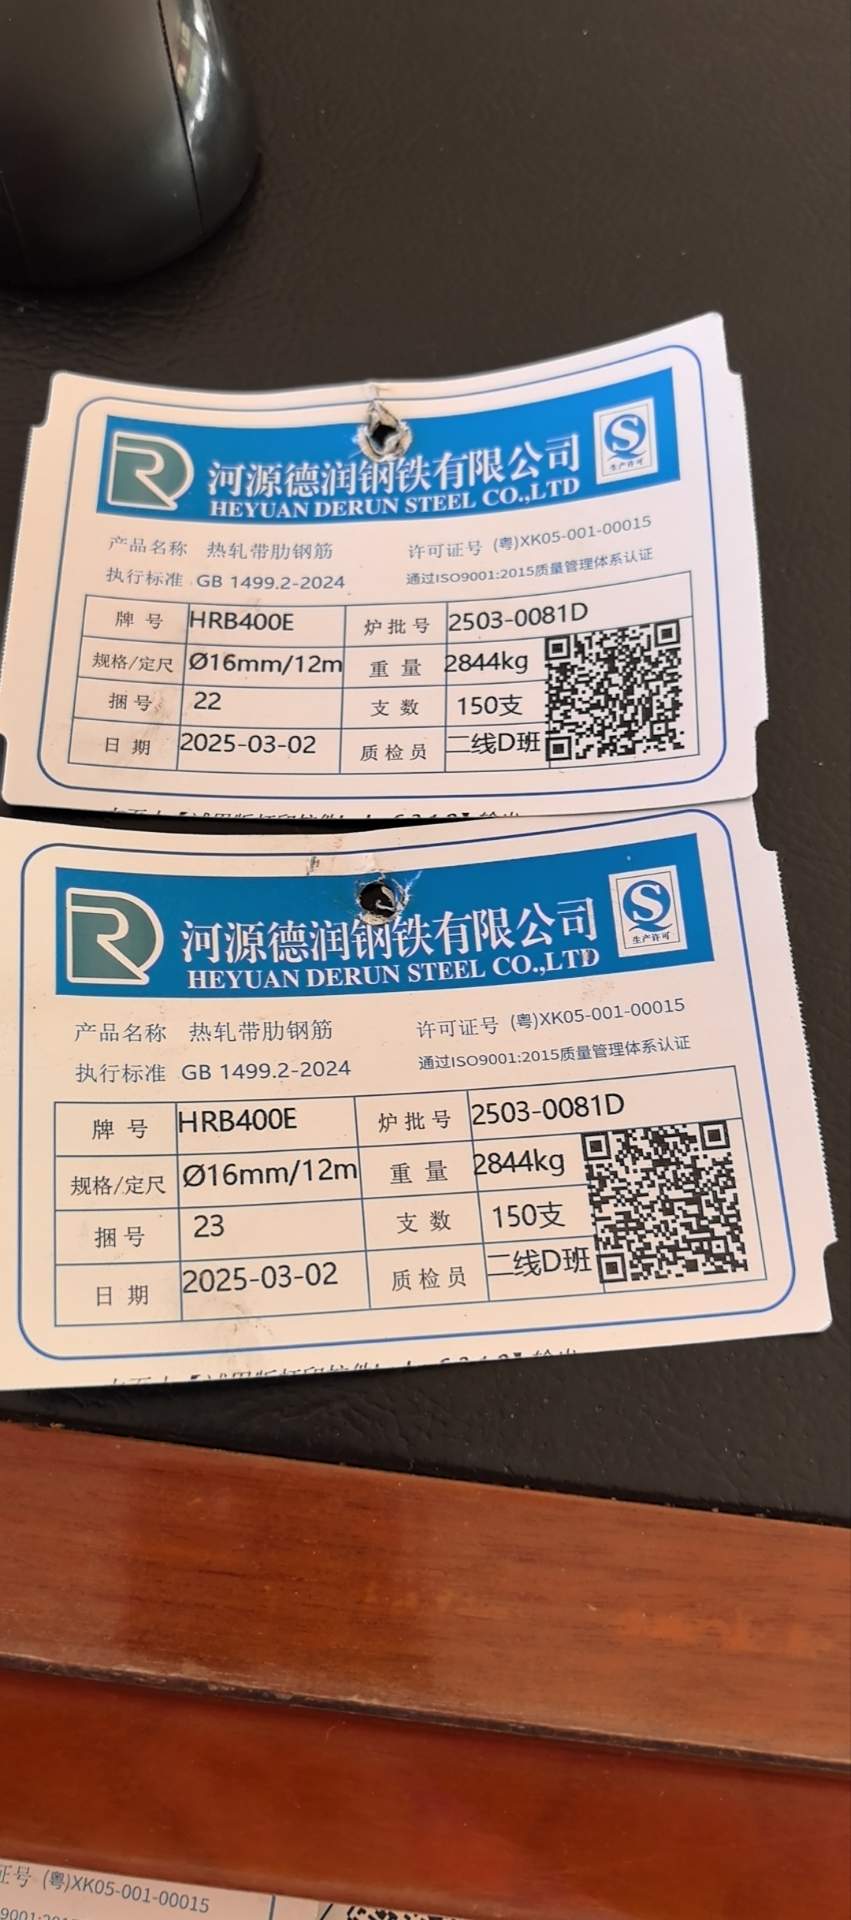 河源德润钢铁有限公司
HEYUAN DERUN STEEL CO.,LTD
生产许可
产品名称 热轧带肋钢筋 许可证号 (粤)XK05-001-00015
执行标准 GB 1499.2-2024 通过ISO9001:2015质量管理体系认证
牌 号 HRB400E 炉批号 2503-0081D
规格/定尺 Ø16mm/12m 重 量 2844kg
捆号 22 支 数 150支
日 期 2025-03-02 质检员 二线D班
河源德润钢铁有限公司
HEYUAN DERUN STEEL CO.,LTD
生产许可
产品名称 热轧带肋钢筋 许可证号 (粤)XK05-001-00015
执行标准 GB 1499.2-2024 通过ISO9001:2015质量管理体系认证
牌 号 HRB400E 炉批号 2503-0081D
规格/定尺 Ø16mm/12m 重 量 2844kg
捆号 23 支 数 150支
日 期 2025-03-02 质检员 二线D班
证号 (粤)XK05-001-00015